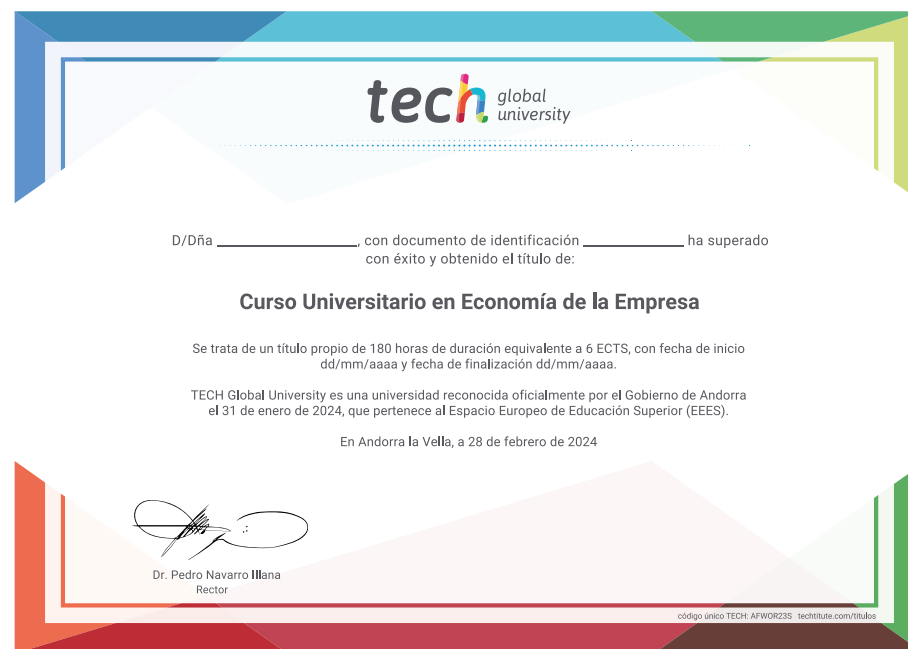 tech global
university
D/Dña ____________, con documento de identificación ____________ ha superado
con éxito y obtenido el título de:
Curso Universitario en Economía de la Empresa
Se trata de un título propio de 180 horas de duración equivalente a 6 ECTS, con fecha de inicio
dd/mm/aaaa y fecha de finalización dd/mm/aaaa.
TECH Global University es una universidad reconocida oficialmente por el Gobierno de Andorra
el 31 de enero de 2024, que pertenece al Espacio Europeo de Educación Superior (EEES).
En Andorra la Vella, a 28 de febrero de 2024
Dr. Pedro Navarro Illana
Rector
código único TECH: AFWOR23S techtitute.com/titulos